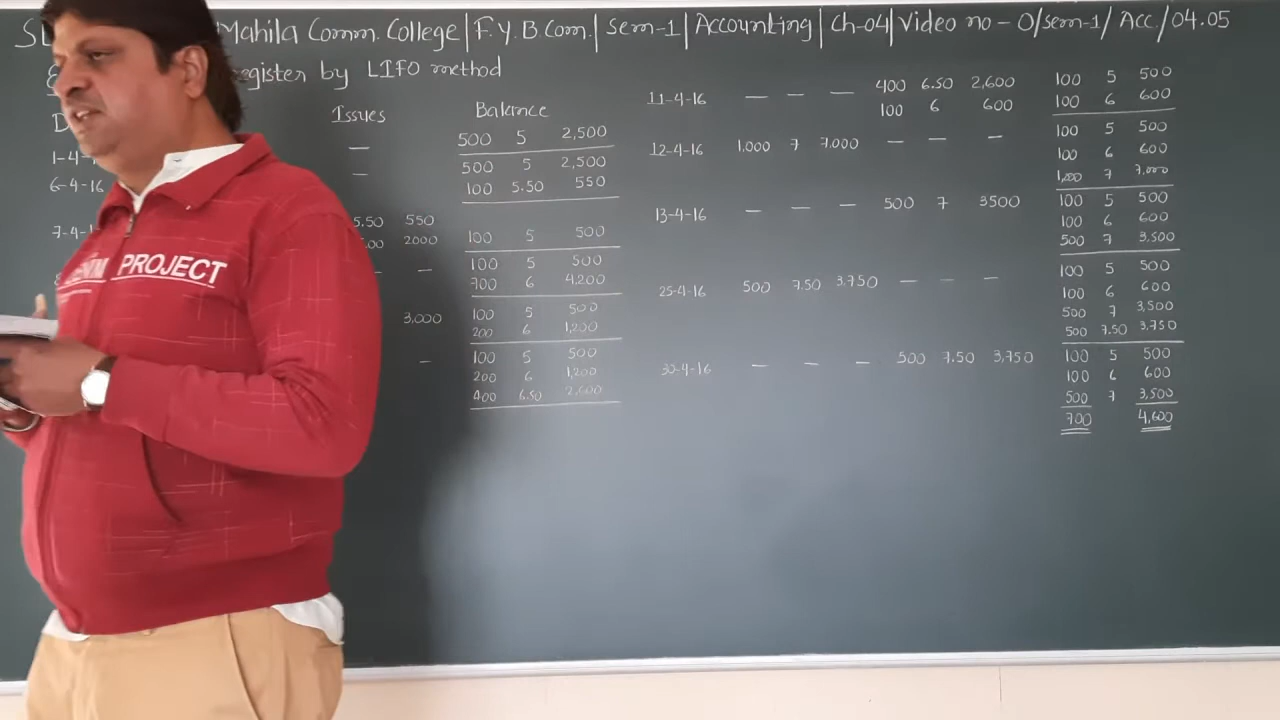 Mahila Comm. College | F.Y.B.Com. | Sem-1 | Accounting | Ch-04 | Video no - O/sem-1/ Acc/04.05
register by LIFO method
Issues Balance
500 5 2,500
1-4- — 500 5 2,500
6-4-16 — 100 5.50 550
5.50 550
7-4-1 2000 100 5 500
— — 100 5 500
700 6 4,200
3,000 100 5 500
200 6 1,200
— 100 5 500
200 6 1,200
400 6.50 2,600
11-4-16 — — — 400 6.50 2,600 100 5 500
100 6 600 100 6 600
12-4-16 1,000 7 7,000 — — — 100 5 500
100 6 600
1,000 7 7,000
13-4-16 — — — 500 7 3500 100 5 500
100 6 600
500 7 3,500
25-4-16 500 7.50 3,750 — — — 100 5 500
100 6 600
500 7 3,500
500 7.50 3,750
30-4-16 — — — 500 7.50 3,750 100 5 500
100 6 600
500 7 3,500
700 4,600
PROJECT